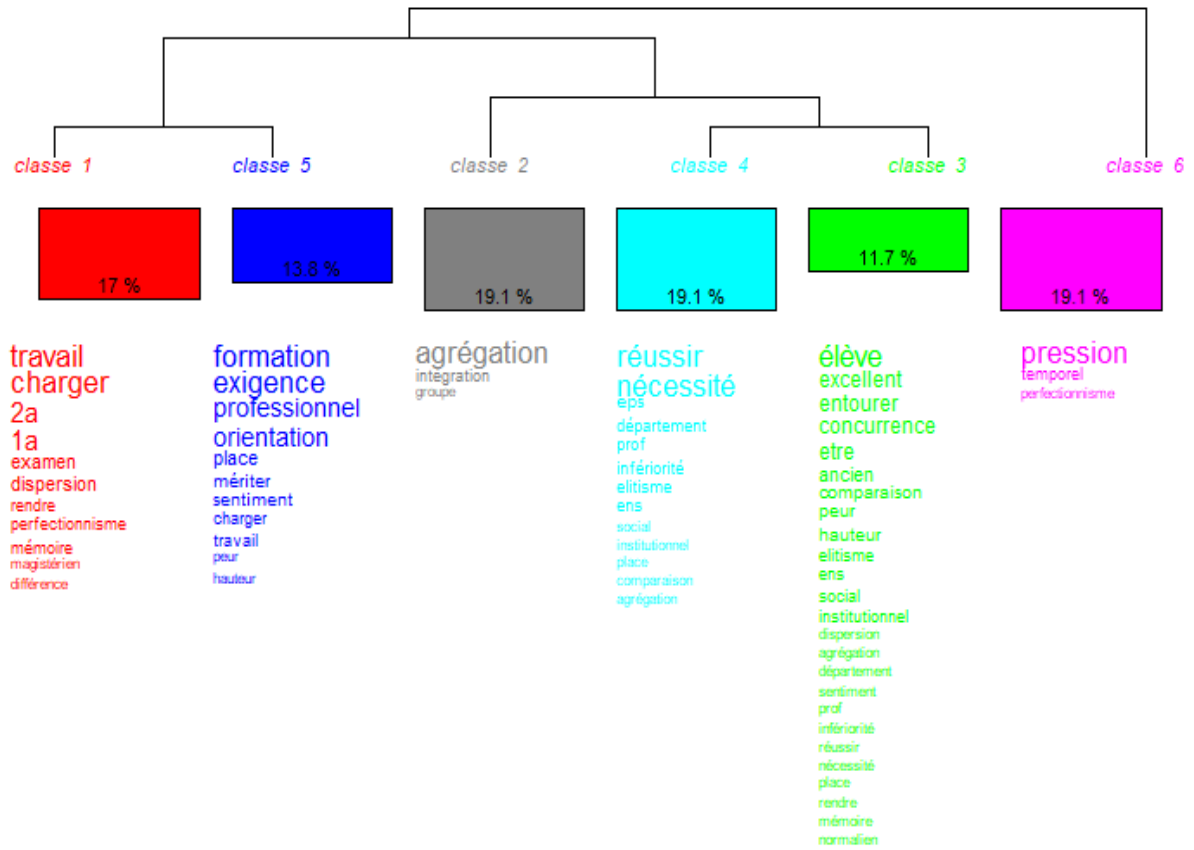 classe 1
classe 5
classe 2
classe 4
classe 3
classe 6
17 %
13.8 %
19.1 %
19.1 %
11.7 %
19.1 %
travail
charger
2a
1a
examen
dispersion
rendre
perfectionnisme
mémoire
magistérien
différence
formation
exigence
professionnel
orientation
place
mériter
sentiment
charger
travail
peur
hauteur
agrégation
intégration
groupe
réussir
nécessité
eps
département
prof
infériorité
elitisme
ens
social
institutionnel
place
comparaison
agrégation
élève
excellent
entourer
concurrence
etre
ancien
comparaison
peur
hauteur
elitisme
ens
social
institutionnel
dispersion
agrégation
département
sentiment
prof
infériorité
réussir
nécessité
place
rendre
mémoire
normalien
pression
temporel
perfectionnisme